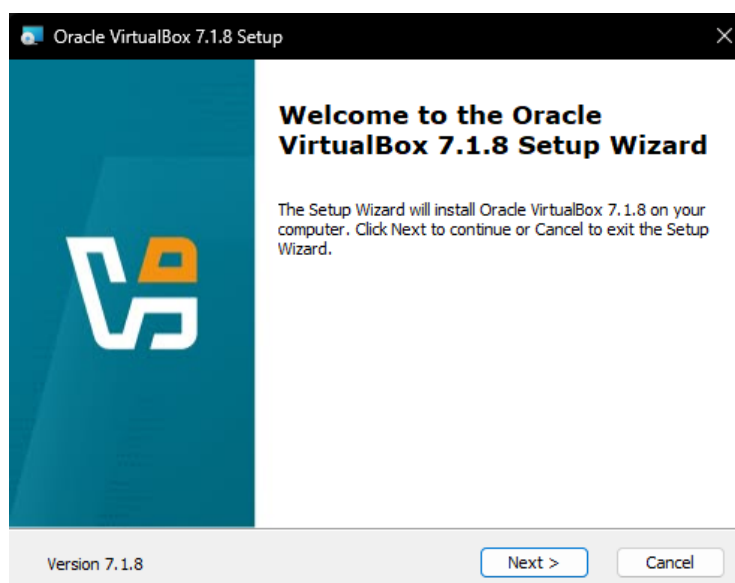 Oracle VirtualBox 7.1.8 Setup
Welcome to the Oracle
VirtualBox 7.1.8 Setup Wizard
The Setup Wizard will install Oracle VirtualBox 7.1.8 on your
computer. Click Next to continue or Cancel to exit the Setup
Wizard.
Version 7.1.8
Next >
Cancel